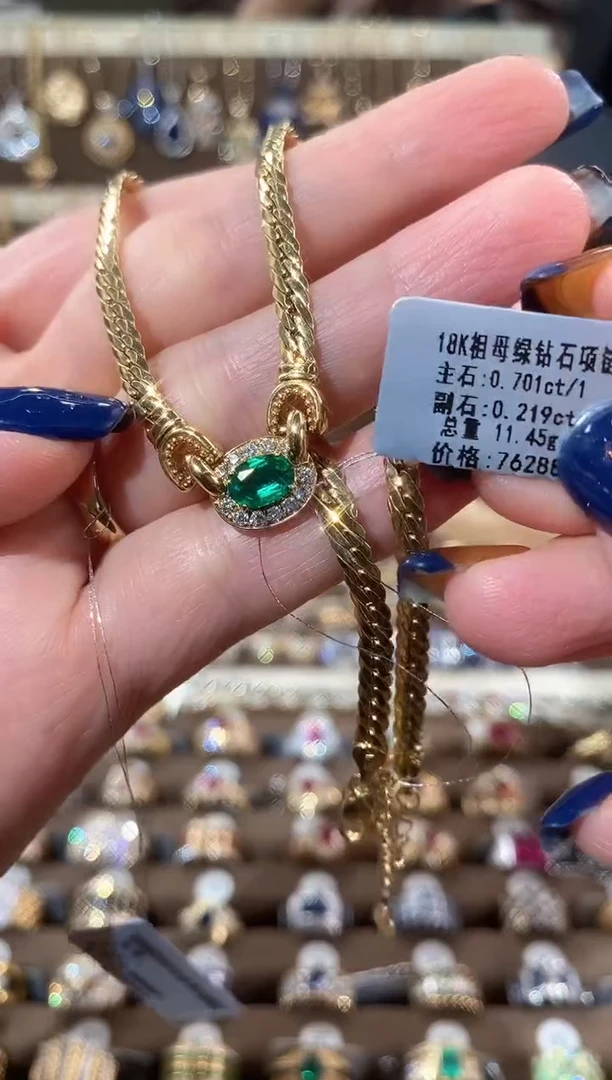 18K祖母绿钻石项链
主石:0.701ct/1
副石:0.219ct
总重 11.45g
价格:76288